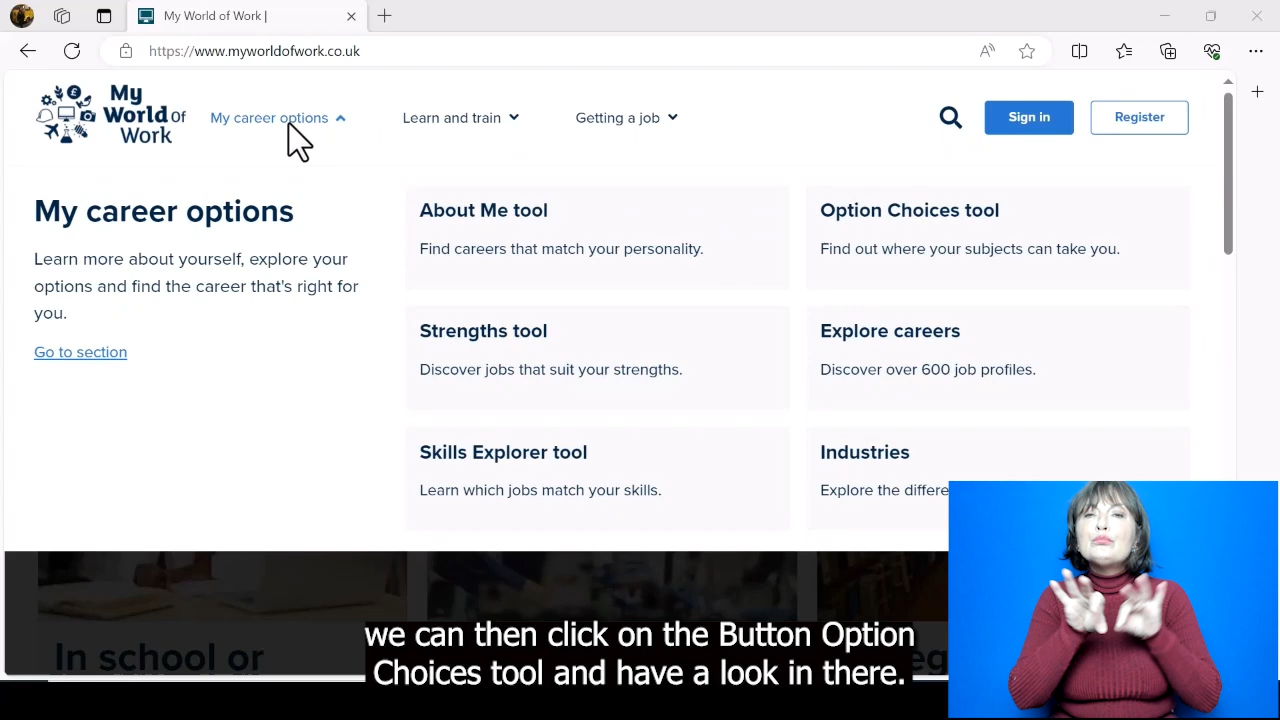 My World of Work |
https://www.myworldofwork.co.uk
My
World Of
Work
My career options
Learn and train
Getting a job
Sign in
Register
My career options
Learn more about yourself, explore your
options and find the career that's right for
you.
Go to section
About Me tool
Find careers that match your personality.
Option Choices tool
Find out where your subjects can take you.
Strengths tool
Discover jobs that suit your strengths.
Explore careers
Discover over 600 job profiles.
Skills Explorer tool
Learn which jobs match your skills.
Industries
Explore the
In school or
we can then click on the Button Option
Choices tool and have a look in there.